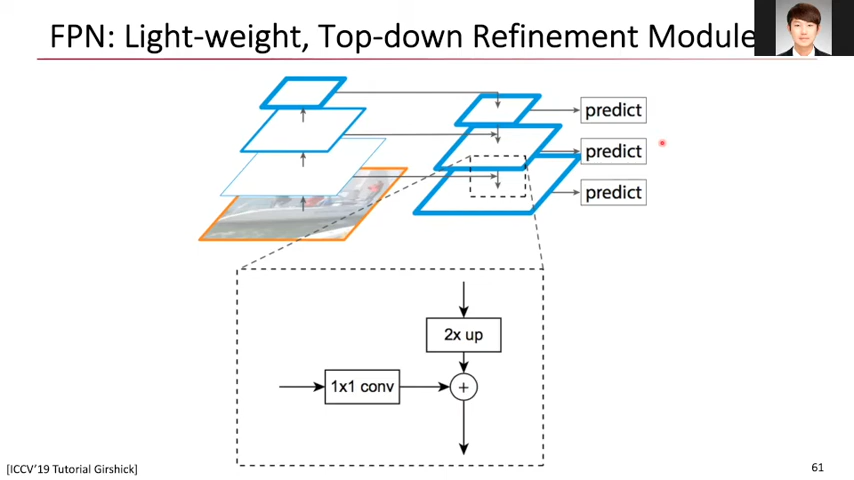 FPN: Light-weight, Top-down Refinement Module
predict
predict
predict
2x up
1x1 conv
+
[ICCV'19 Tutorial Girshick]
61